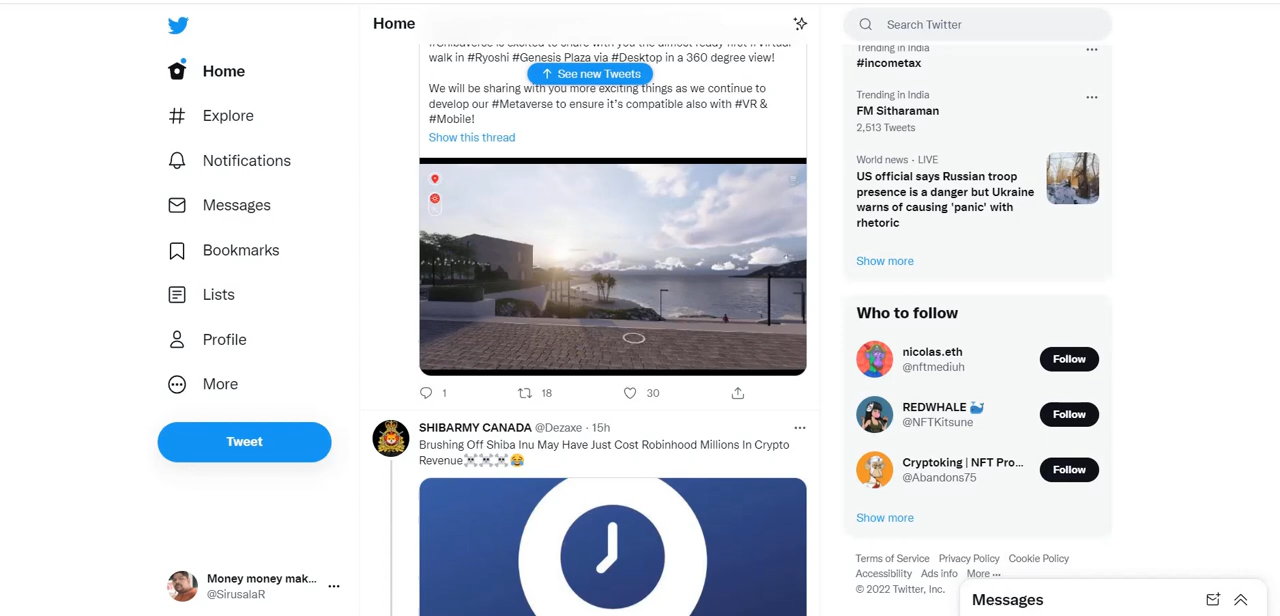 Home
Explore
Notifications
Messages
Bookmarks
Lists
Profile
More
Tweet
Money money mak...
@SirusalaR
Home
walk in #Ryoshi #Genesis Plaza via #Desktop in a 360 degree view!
See new Tweets
We will be sharing with you more exciting things as we continue to
develop our #Metaverse to ensure it's compatible also with #VR &
#Mobile!
Show this thread
1
18
30
SHIBARMY CANADA @Dezaxe · 15h
Brushing Off Shiba Inu May Have Just Cost Robinhood Millions In Crypto
Revenue☠☠☠😂
Search Twitter
Trending in India
#incometax
Trending in India
FM Sitharaman
2,513 Tweets
World news · LIVE
US official says Russian troop
presence is a danger but Ukraine
warns of causing 'panic' with
rhetoric
Show more
Who to follow
nicolas.eth
@nftmediuh
Follow
REDWHALE 🐳
@NFTKitsune
Follow
Cryptoking | NFT Pro...
@Abandons75
Follow
Show more
Terms of Service Privacy Policy Cookie Policy
Accessibility Ads info More ...
© 2022 Twitter, Inc.
Messages